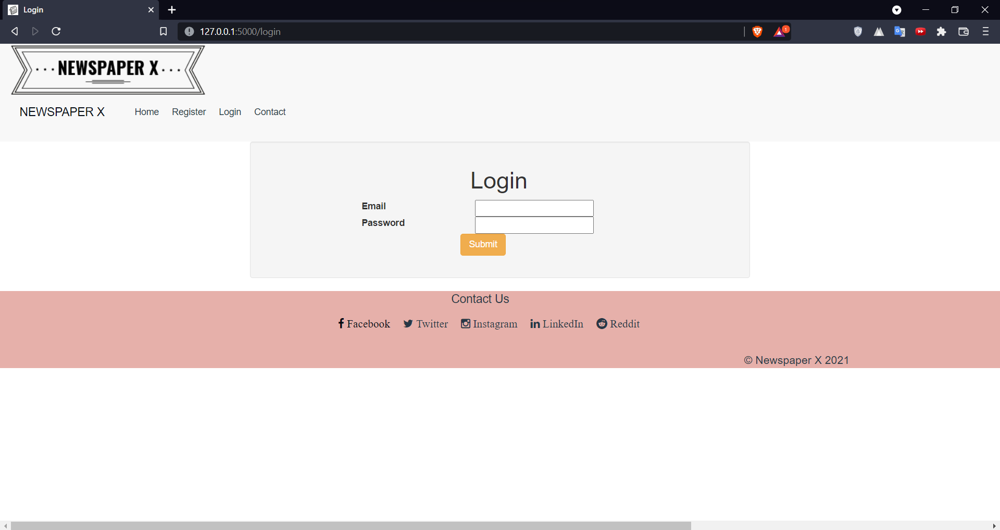 Login
127.0.0.1:5000/login
1
···NEWSPAPER X···
NEWSPAPER X Home Register Login Contact
Login
Email
Password
Submit
Contact Us
Facebook Twitter Instagram LinkedIn Reddit
© Newspaper X 2021